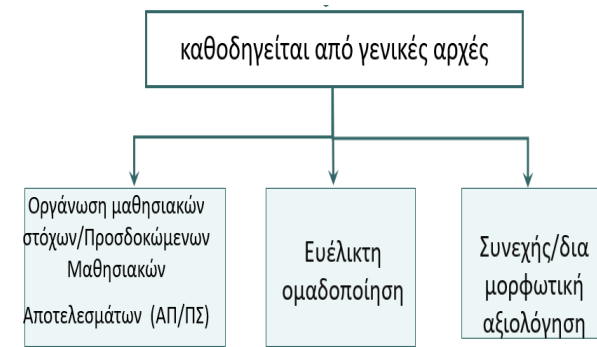 καθοδηγείται από γενικές αρχές
Οργάνωση μαθησιακών
στόχων/Προσδοκώμενων
Μαθησιακών
Αποτελεσμάτων (ΑΠ/ΠΣ)
Ευέλικτη
ομαδοποίηση
Συνεχής/δια
μορφωτική
αξιολόγηση